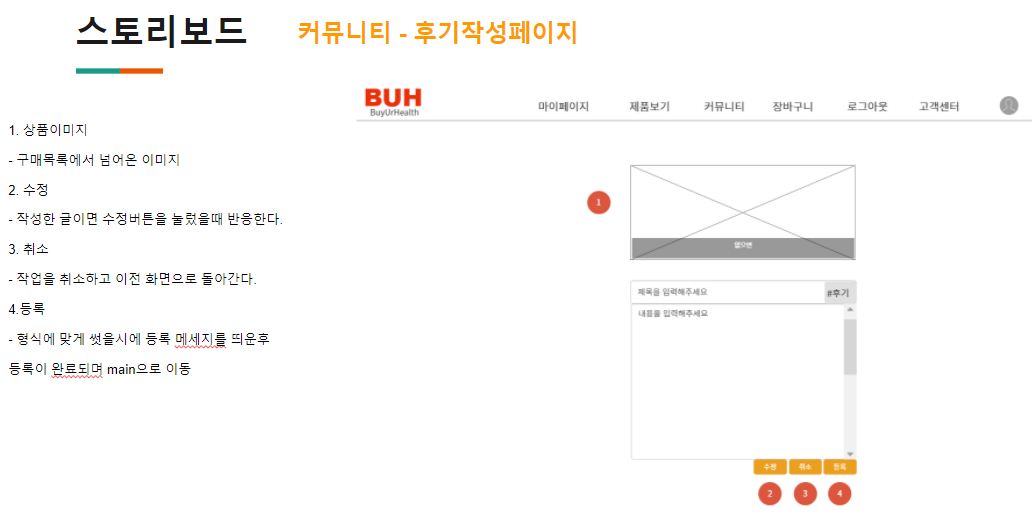 스토리보드
커뮤니티 - 후기작성페이지
1. 상품이미지
- 구매목록에서 넘어온 이미지
2. 수정
- 작성한 글이면 수정버튼을 눌렀을때 반응한다.
3. 취소
- 작업을 취소하고 이전 화면으로 돌아간다.
4.등록
- 형식에 맞게 썻을시에 등록 메세지를 띄운후
등록이 완료되며 main으로 이동
BUH
BuyUrHealth
마이페이지 제품보기 커뮤니티 장바구니 로그아웃 고객센터
1
앞으면
제목을 입력해주세요 #후기
내용을 입력해주세요
수정 취소 등록
2 3 4